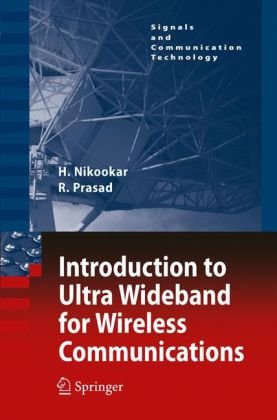 Signals
and
Communication
Technology
H. Nikookar
R. Prasad
Introduction to
Ultra Wideband
for Wireless
Communications
Springer